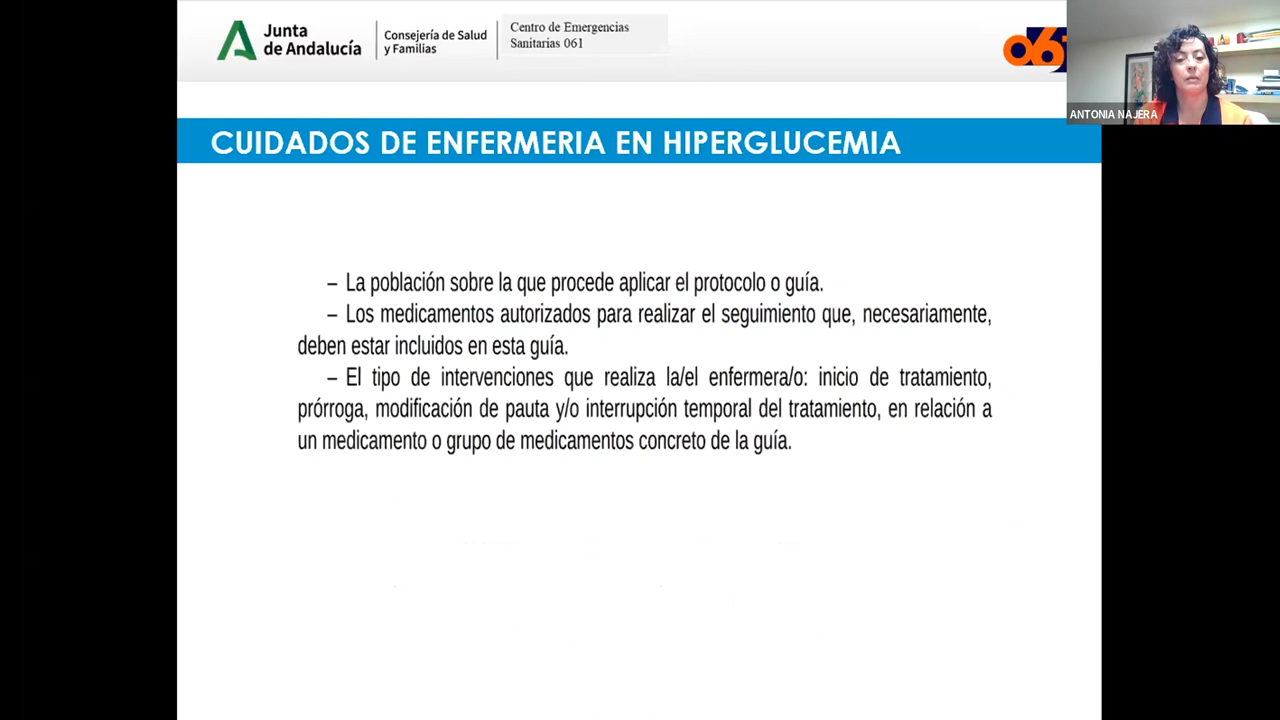 Junta
de Andalucía
Consejería de Salud
y Familias
Centro de Emergencias
Sanitarias 061
061
ANTONIA NAJERA
CUIDADOS DE ENFERMERIA EN HIPERGLUCEMIA
– La población sobre la que procede aplicar el protocolo o guía.
– Los medicamentos autorizados para realizar el seguimiento que, necesariamente,
deben estar incluidos en esta guía.
– El tipo de intervenciones que realiza la/el enfermera/o: inicio de tratamiento,
prórroga, modificación de pauta y/o interrupción temporal del tratamiento, en relación a
un medicamento o grupo de medicamentos concreto de la guía.